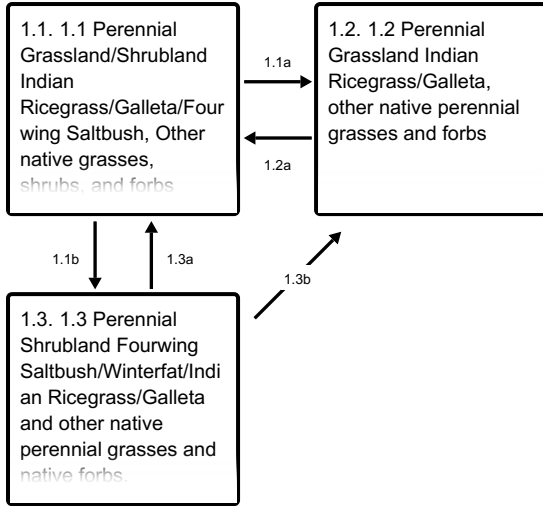 1.1. 1.1 Perennial
Grassland/Shrubland
Indian
Ricegrass/Galleta/Four
wing Saltbush, Other
native grasses,
shrubs, and forbs
1.1a
1.2a
1.2. 1.2 Perennial
Grassland Indian
Ricegrass/Galleta,
other native perennial
grasses and forbs
1.1b
1.3a
1.3b
1.3. 1.3 Perennial
Shrubland Fourwing
Saltbush/Winterfat/Indi
an Ricegrass/Galleta
and other native
perennial grasses and
native forbs.